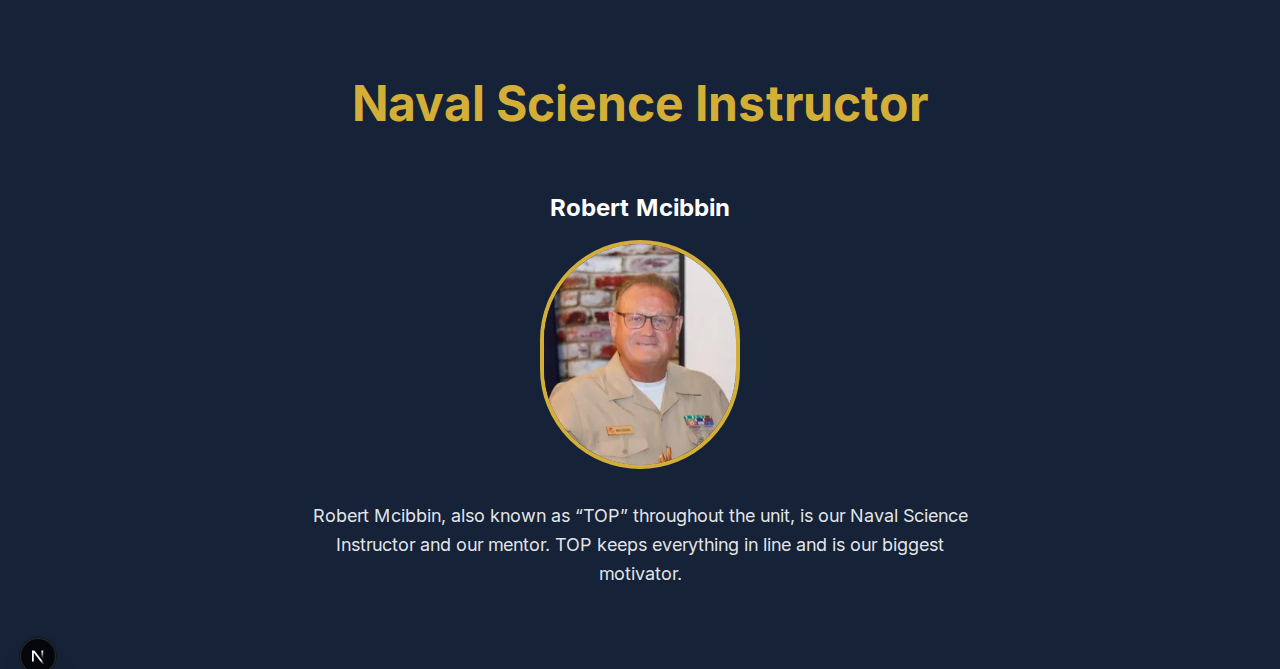 Naval Science Instructor
Robert Mcibbin
Robert Mcibbin, also known as “TOP” throughout the unit, is our Naval Science
Instructor and our mentor. TOP keeps everything in line and is our biggest
motivator.
N